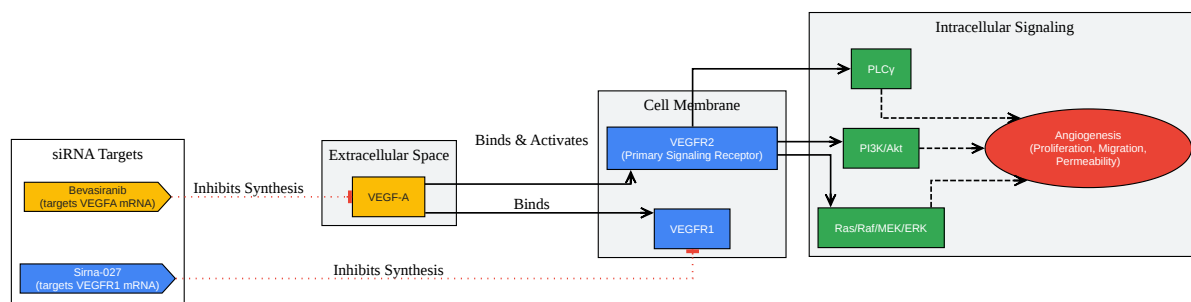 siRNA Targets
Bevasiranib
(targets VEGFA mRNA)
Sirna-027
(targets VEGFR1 mRNA)
Inhibits Synthesis
Inhibits Synthesis
Extracellular Space
VEGF-A
Binds & Activates
Binds
Cell Membrane
VEGFR2
(Primary Signaling Receptor)
VEGFR1
Intracellular Signaling
PLCγ
PI3K/Akt
Ras/Raf/MEK/ERK
Angiogenesis
(Proliferation, Migration,
Permeability)